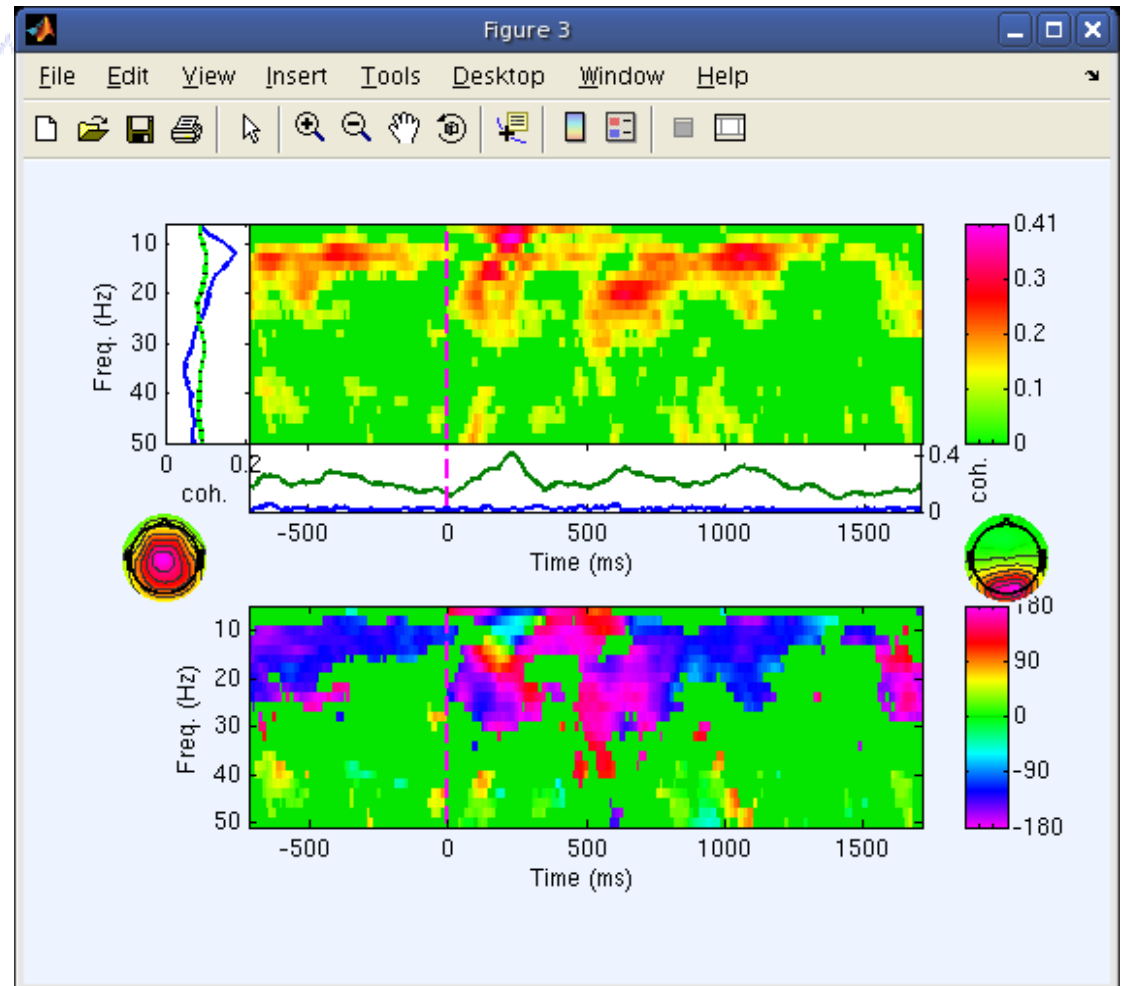 Figure 3
File Edit View Insert Tools Desktop Window Help
10
20
30
40
50
Freq. (Hz)
0 0.2
coh.
0.41
0.3
0.2
0.1
0
0.4
0
coh.
-500 0 500 1000 1500
Time (ms)
10
20
30
40
50
Freq. (Hz)
180
90
0
-90
-180
-500 0 500 1000 1500
Time (ms)